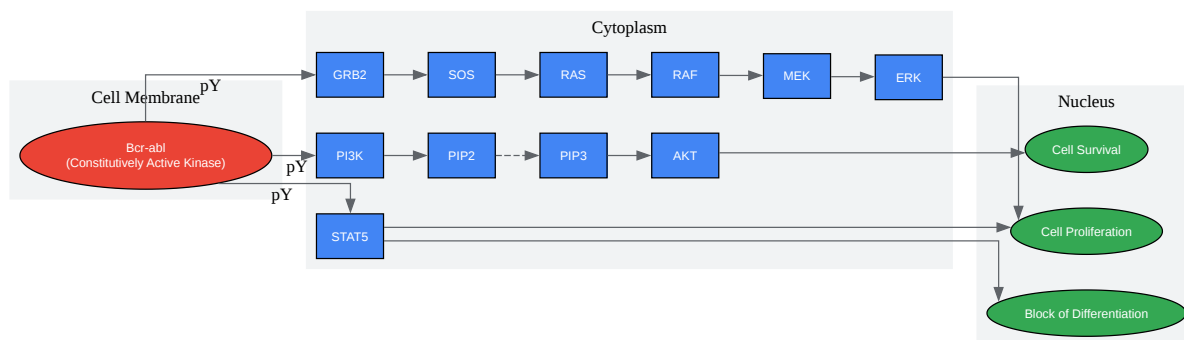 Cytoplasm
GRB2
SOS
RAS
RAF
MEK
ERK
pY
Cell Membrane
Nucleus
Bcr-abl
(Constitutively Active Kinase)
PI3K
PIP2
PIP3
AKT
Cell Survival
pY
pY
STAT5
Cell Proliferation
Block of Differentiation